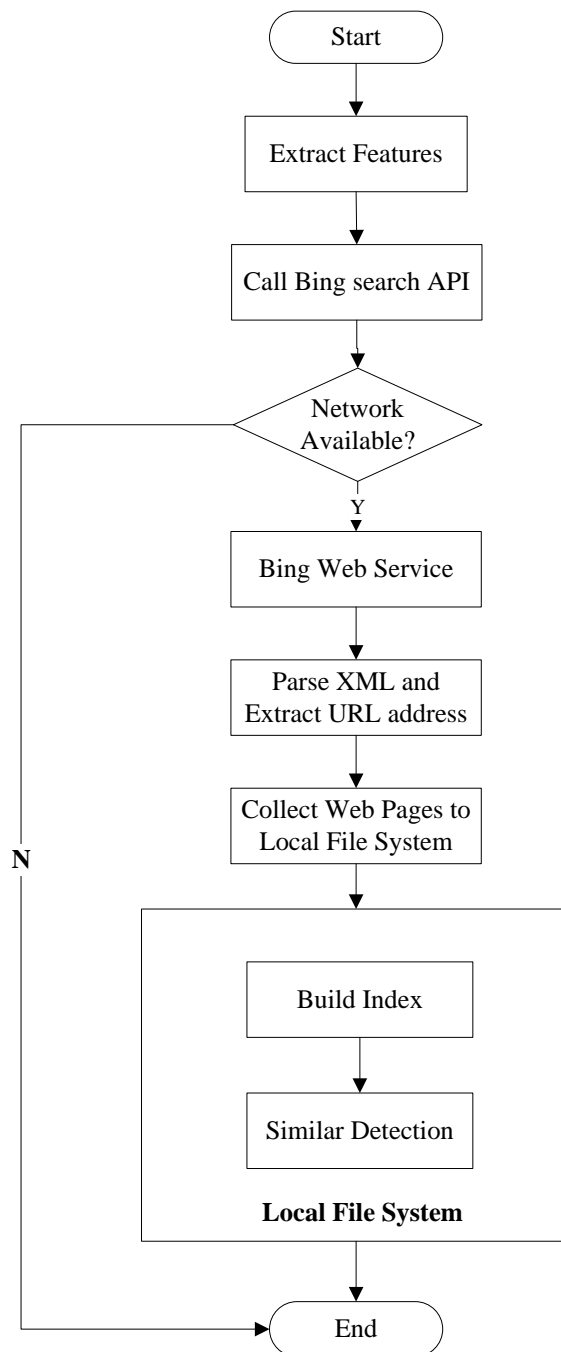 Start
Extract Features
Call Bing search API
Network
Available?
Y
Bing Web Service
Parse XML and
Extract URL address
Collect Web Pages to
Local File System
N
Build Index
Similar Detection
Local File System
End